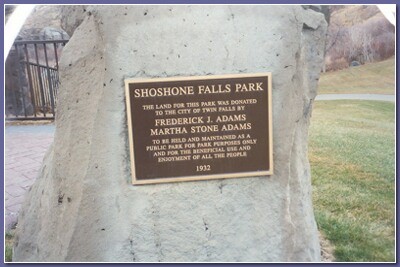 SHOSHONE FALLS PARK
THE LAND FOR THIS PARK WAS DONATED
TO THE CITY OF TWIN FALLS BY
FREDERICK J. ADAMS
MARTHA STONE ADAMS
TO BE HELD AND MAINTAINED AS A
PUBLIC PARK FOR PARK PURPOSES ONLY
AND FOR THE BENEFICIAL USE AND
ENJOYMENT OF ALL THE PEOPLE
1932